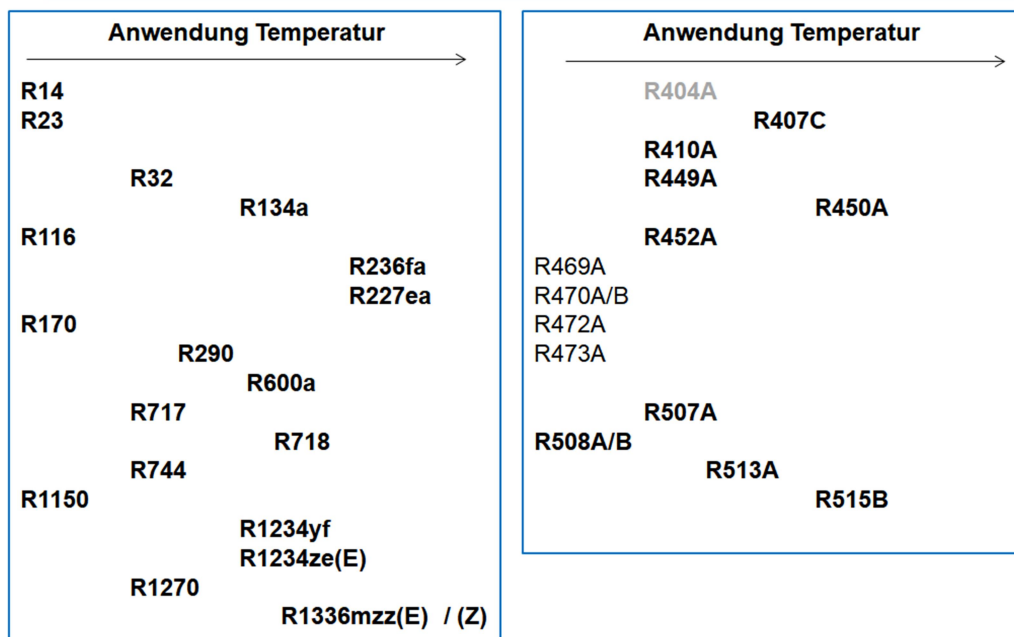 Anwendung Temperatur
R14
R23
R32
R134a
R116
R236fa
R227ea
R170
R290
R600a
R717
R718
R744
R1150
R1234yf
R1234ze(E)
R1270
R1336mzz(E) / (Z)
Anwendung Temperatur
R404A
R407C
R410A
R449A
R450A
R452A
R469A
R470A/B
R472A
R473A
R507A
R508A/B
R513A
R515B